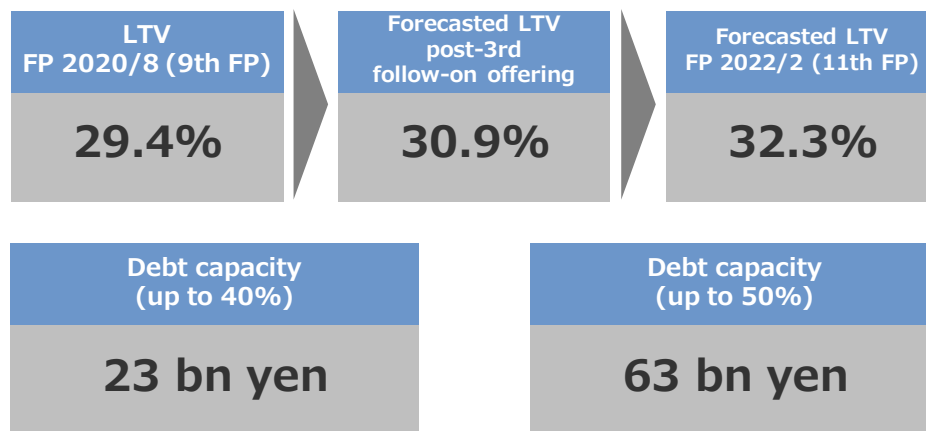 LTV
FP 2020/8 (9th FP)
29.4%
Forecasted LTV
post-3rd
follow-on offering
30.9%
Forecasted LTV
FP 2022/2 (11th FP)
32.3%
Debt capacity
(up to 40%)
23 bn yen
Debt capacity
(up to 50%)
63 bn yen